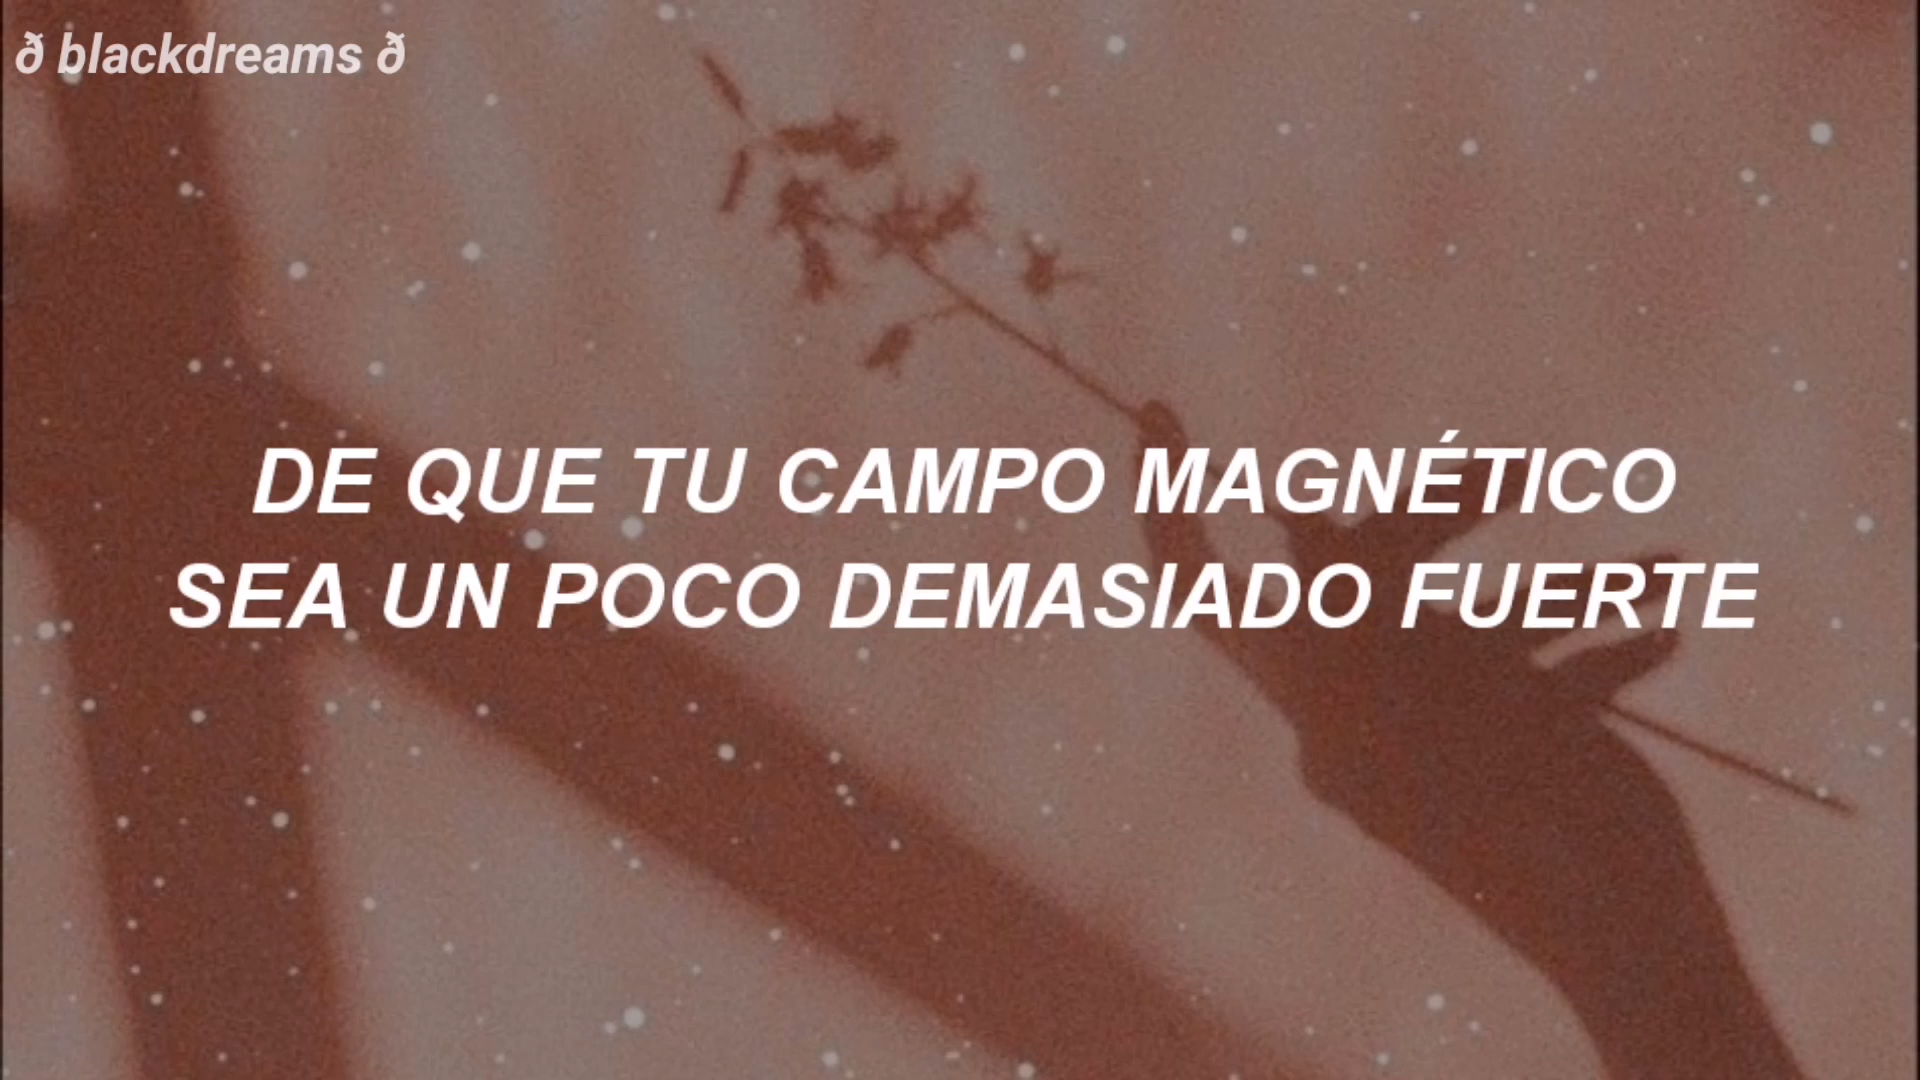 ð blackdreams ð
DE QUE TU CAMPO MAGNÉTICO
SEA UN POCO DEMASIADO FUERTE